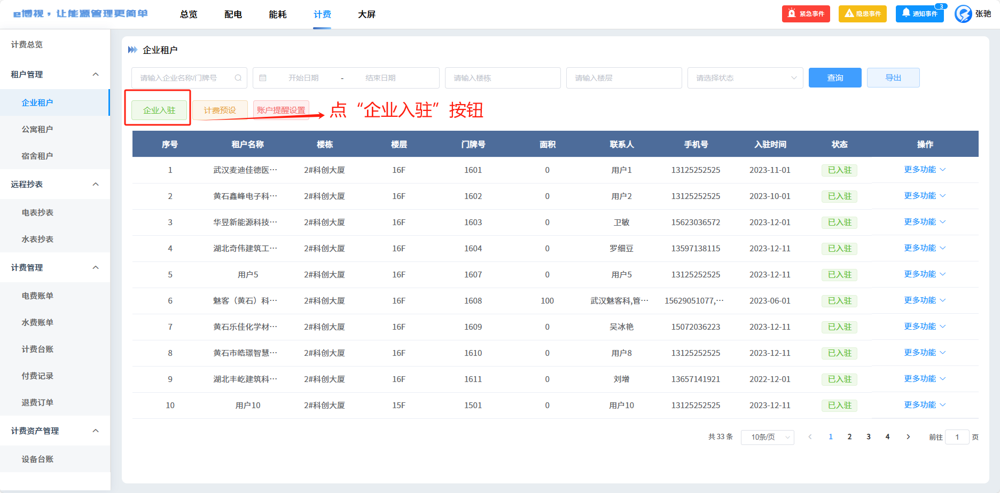 e博视，让能源管理更简单
总览 配电 能耗 计费 大屏
紧急事件 隐患事件 通知事件 3 张驰
计费总览
租户管理
企业租户
公寓租户
宿舍租户
远程抄表
电表抄表
水表抄表
计费管理
电费账单
水费账单
计费台账
付费记录
退费订单
计费资产管理
设备台账
企业租户
请输入企业名称/门牌号 开始日期 - 结束日期 请输入楼栋 请输入楼层 请选择状态 查询 导出
企业入驻 计费预设 账户提醒设置 点“企业入驻”按钮
序号 租户名称 楼栋 楼层 门牌号 面积 联系人 手机号 入驻时间 状态 操作
1 武汉麦迪佳德医… 2#科创大厦 16F 1601 0 用户1 13125252525 2023-11-01 已入驻 更多功能
2 黄石鑫峰电子科… 2#科创大厦 16F 1602 0 用户2 13125252525 2023-10-01 已入驻 更多功能
3 华昱新能源科技… 2#科创大厦 16F 1603 0 卫敏 15623036572 2023-12-01 已入驻 更多功能
4 湖北奇伟建筑工… 2#科创大厦 16F 1604 0 罗细豆 13597138115 2023-12-11 已入驻 更多功能
5 用户5 2#科创大厦 16F 1607 0 用户5 13125252525 2023-12-11 已入驻 更多功能
6 魅客（黄石）科… 2#科创大厦 16F 1608 100 武汉魅客科,管… 15629051077,… 2023-06-01 已入驻 更多功能
7 黄石乐佳化学材… 2#科创大厦 16F 1609 0 吴冰艳 15072036223 2023-12-11 已入驻 更多功能
8 黄石市皓璟智慧… 2#科创大厦 16F 1610 0 用户8 13125252525 2023-12-11 已入驻 更多功能
9 湖北丰屹建筑科… 2#科创大厦 16F 1611 0 刘增 13657141921 2022-12-01 已入驻 更多功能
10 用户10 2#科创大厦 15F 1501 0 用户10 13125252525 2023-12-11 已入驻 更多功能
共 33 条 10条/页 1 2 3 4 前往 1 页